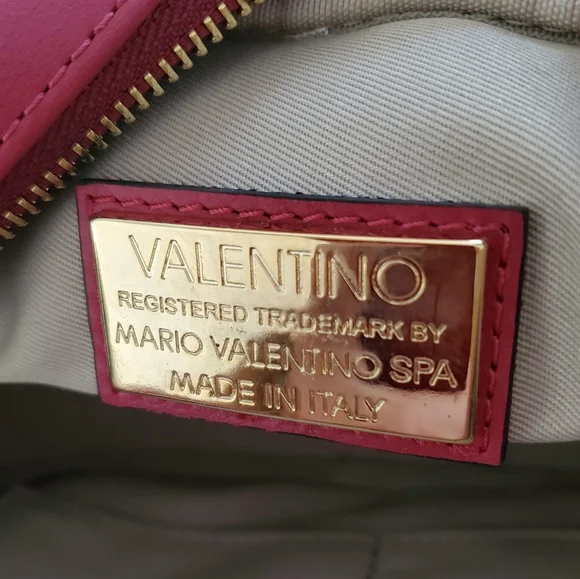 VALENTINO
REGISTERED TRADEMARK BY
MARIO VALENTINO SPA
MADE IN ITALY